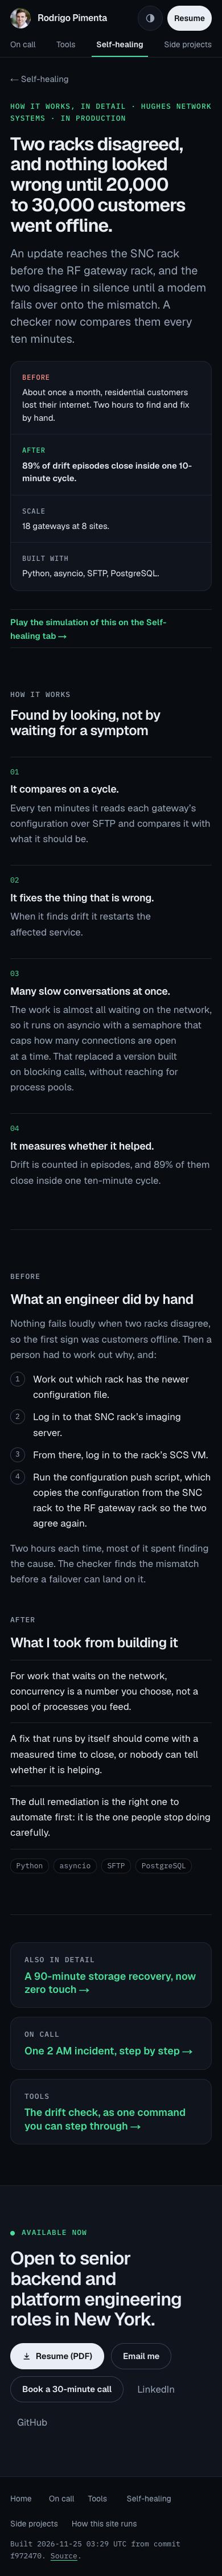 Rodrigo Pimenta
Resume
On call Tools Self-healing Side projects
← Self-healing
HOW IT WORKS, IN DETAIL · HUGHES NETWORK
SYSTEMS · IN PRODUCTION
Two racks disagreed,
and nothing looked
wrong until 20,000
to 30,000 customers
went offline.
An update reaches the SNC rack
before the RF gateway rack, and the
two disagree in silence until a modem
fails over onto the mismatch. A
checker now compares them every
ten minutes.
BEFORE
About once a month, residential customers
lost their internet. Two hours to find and fix
by hand.
AFTER
89% of drift episodes close inside one 10-
minute cycle.
SCALE
18 gateways at 8 sites.
BUILT WITH
Python, asyncio, SFTP, PostgreSQL.
Play the simulation of this on the Self-
healing tab →
HOW IT WORKS
Found by looking, not by
waiting for a symptom
01
It compares on a cycle.
Every ten minutes it reads each gateway's
configuration over SFTP and compares it with
what it should be.
02
It fixes the thing that is wrong.
When it finds drift it restarts the
affected service.
03
Many slow conversations at once.
The work is almost all waiting on the network,
so it runs on asyncio with a semaphore that
caps how many connections are open
at a time. That replaced a version built
on blocking calls, without reaching for
process pools.
04
It measures whether it helped.
Drift is counted in episodes, and 89% of them
close inside one ten-minute cycle.
BEFORE
What an engineer did by hand
Nothing fails loudly when two racks disagree,
so the first sign was customers offline. Then a
person had to work out why, and:
1 Work out which rack has the newer
configuration file.
2 Log in to that SNC rack's imaging
server.
3 From there, log in to the rack's SCS VM.
4 Run the configuration push script, which
copies the configuration from the SNC
rack to the RF gateway rack so the two
agree again.
Two hours each time, most of it spent finding
the cause. The checker finds the mismatch
before a failover can land on it.
AFTER
What I took from building it
For work that waits on the network,
concurrency is a number you choose, not a
pool of processes you feed.
A fix that runs by itself should come with a
measured time to close, or nobody can tell
whether it is helping.
The dull remediation is the right one to
automate first: it is the one people stop doing
carefully.
Python asyncio SFTP PostgreSQL
ALSO IN DETAIL
A 90-minute storage recovery, now
zero touch →
ON CALL
One 2 AM incident, step by step →
TOOLS
The drift check, as one command
you can step through →
AVAILABLE NOW
Open to senior
backend and
platform engineering
roles in New York.
Resume (PDF) Email me
Book a 30-minute call LinkedIn
GitHub
Home On call Tools Self-healing
Side projects How this site runs
Built 2026-11-25 03:29 UTC from commit
f972470. Source.